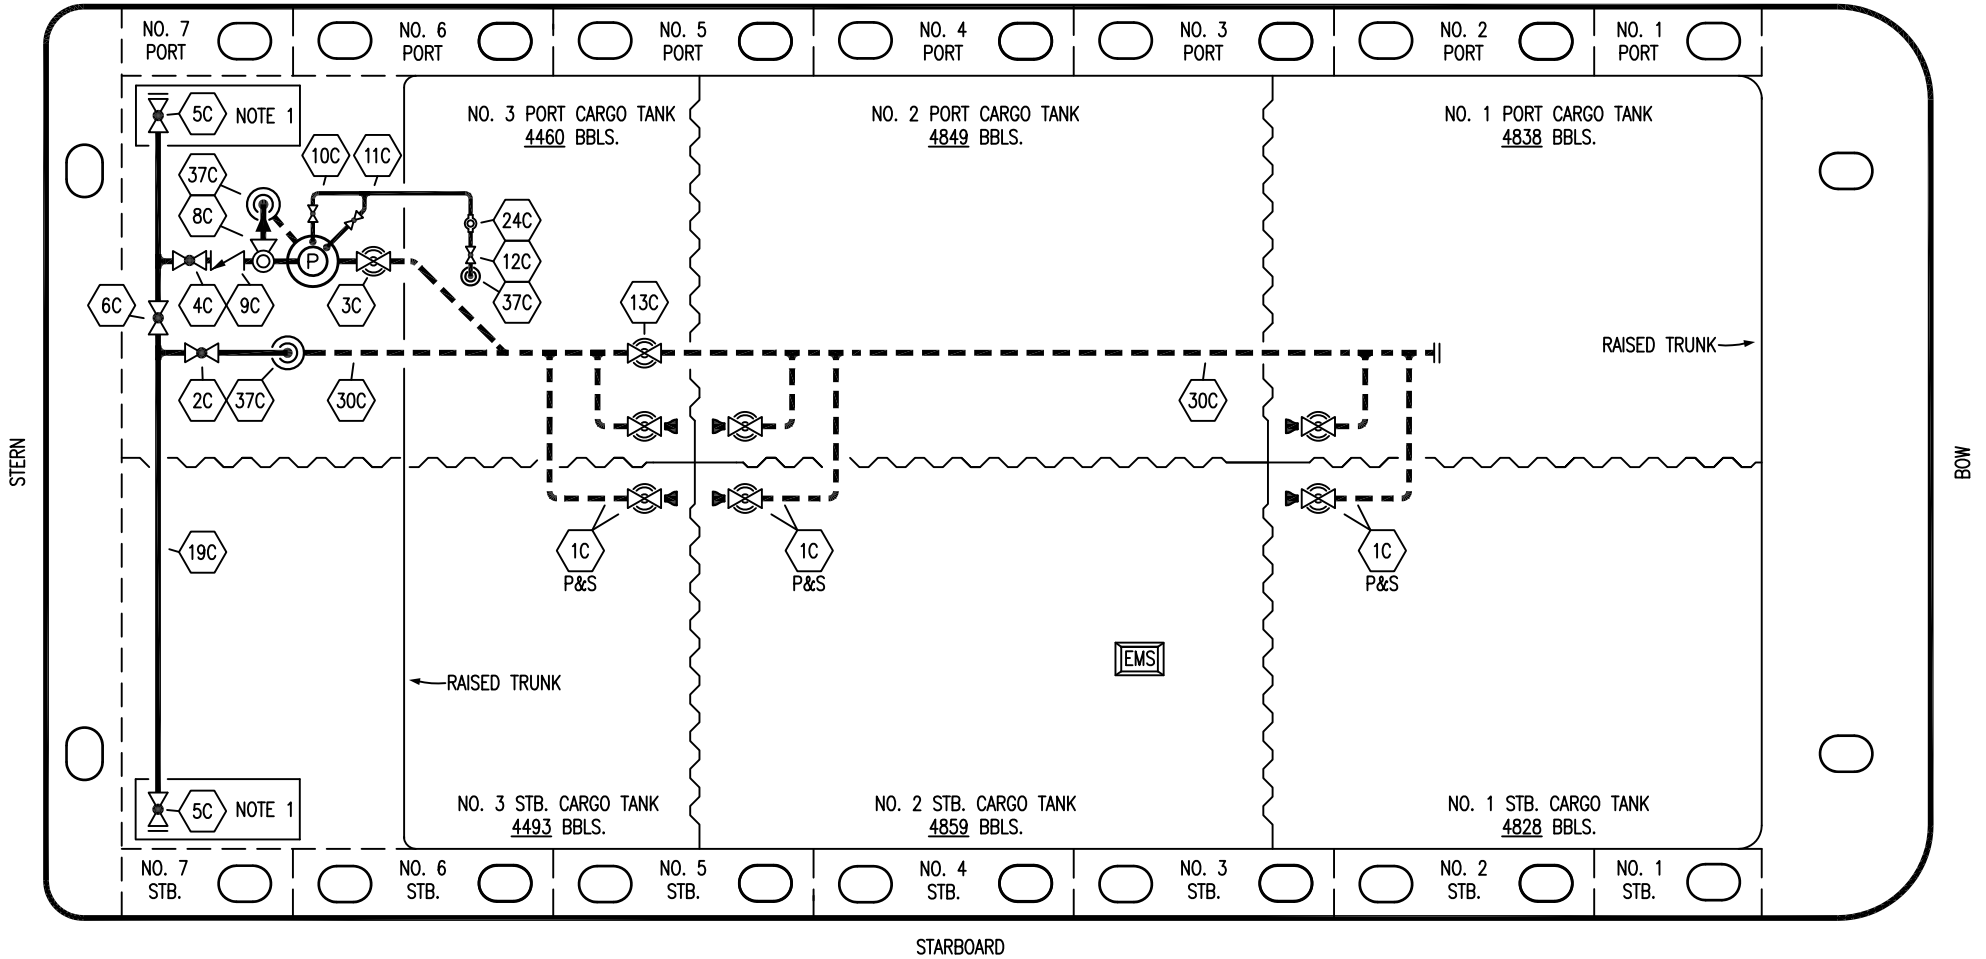 NO. 7
PORT
NO. 6
PORT
NO. 5
PORT
NO. 4
PORT
NO. 3
PORT
NO. 2
PORT
NO. 1
PORT
5C NOTE 1
NO. 3 PORT CARGO TANK
4460 BBLS.
NO. 2 PORT CARGO TANK
4849 BBLS.
NO. 1 PORT CARGO TANK
4838 BBLS.
10C
11C
37C
8C
24C
12C
37C
P
6C
4C
9C
3C
13C
RAISED TRUNK
2C
37C
30C
30C
STERN
BOW
19C
1C
P&S
1C
P&S
1C
P&S
EMS
RAISED TRUNK
5C NOTE 1
NO. 3 STB. CARGO TANK
4493 BBLS.
NO. 2 STB. CARGO TANK
4859 BBLS.
NO. 1 STB. CARGO TANK
4828 BBLS.
NO. 7
STB.
NO. 6
STB.
NO. 5
STB.
NO. 4
STB.
NO. 3
STB.
NO. 2
STB.
NO. 1
STB.
STARBOARD